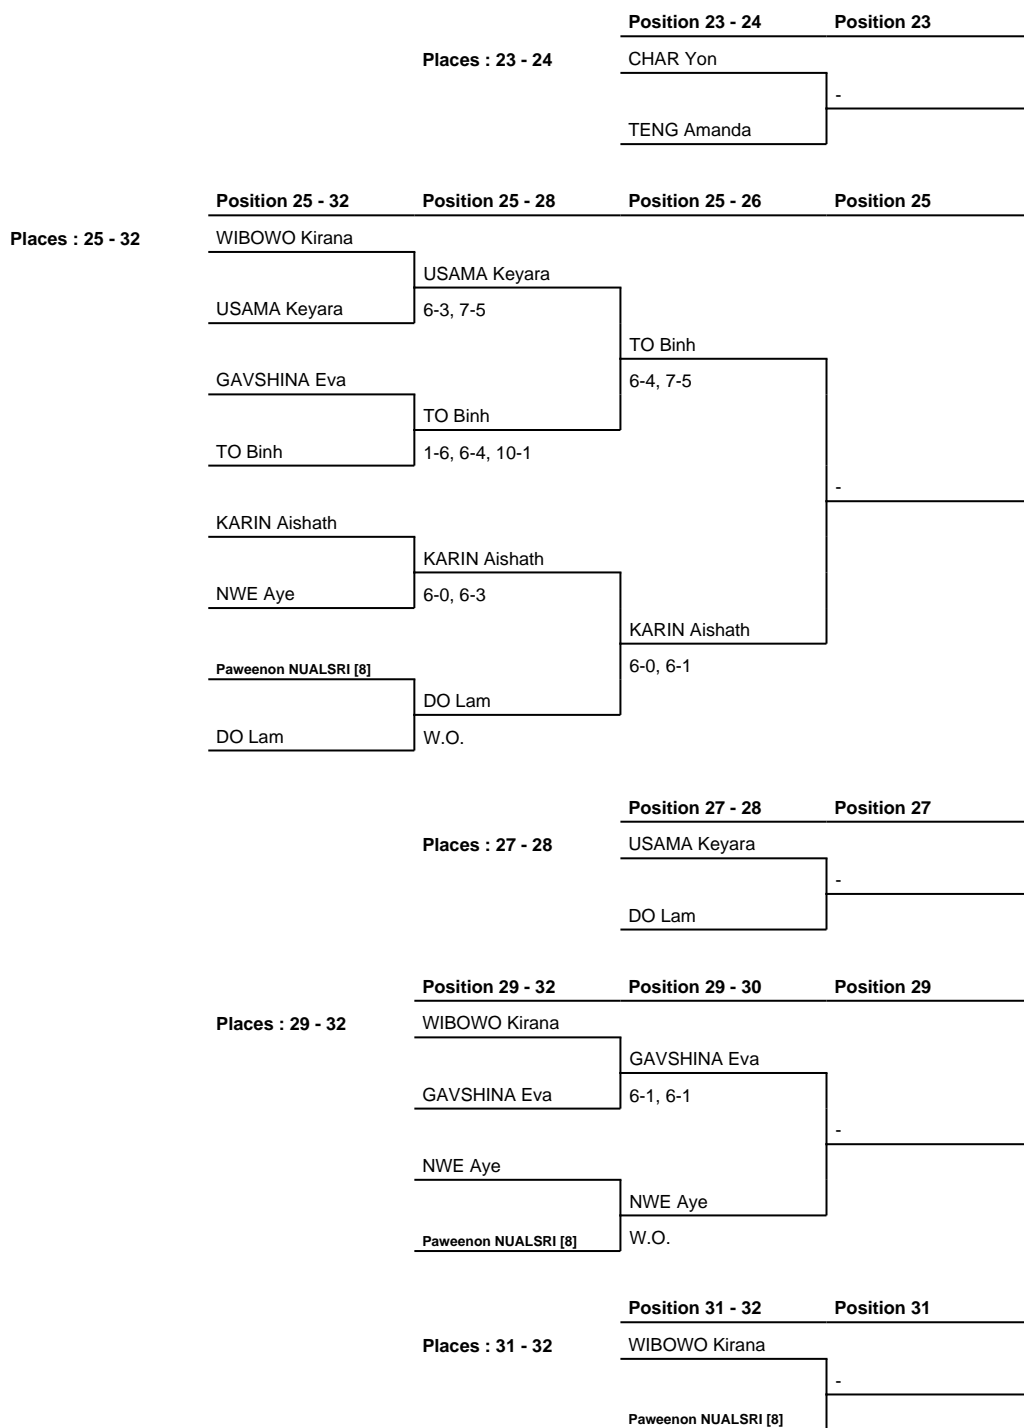 Position 23 - 24 Position 23
Places : 23 - 24 CHAR Yon
-
TENG Amanda
Position 25 - 32 Position 25 - 28 Position 25 - 26 Position 25
Places : 25 - 32 WIBOWO Kirana
USAMA Keyara
USAMA Keyara 6-3, 7-5
TO Binh
GAVSHINA Eva 6-4, 7-5
TO Binh
TO Binh 1-6, 6-4, 10-1
-
KARIN Aishath
KARIN Aishath
NWE Aye 6-0, 6-3
KARIN Aishath
Paweenon NUALSRI [8] 6-0, 6-1
DO Lam
DO Lam W.O.
Position 27 - 28 Position 27
Places : 27 - 28 USAMA Keyara
-
DO Lam
Position 29 - 32 Position 29 - 30 Position 29
Places : 29 - 32 WIBOWO Kirana
GAVSHINA Eva
GAVSHINA Eva 6-1, 6-1
-
NWE Aye
NWE Aye
Paweenon NUALSRI [8] W.O.
Position 31 - 32 Position 31
Places : 31 - 32 WIBOWO Kirana
-
Paweenon NUALSRI [8]